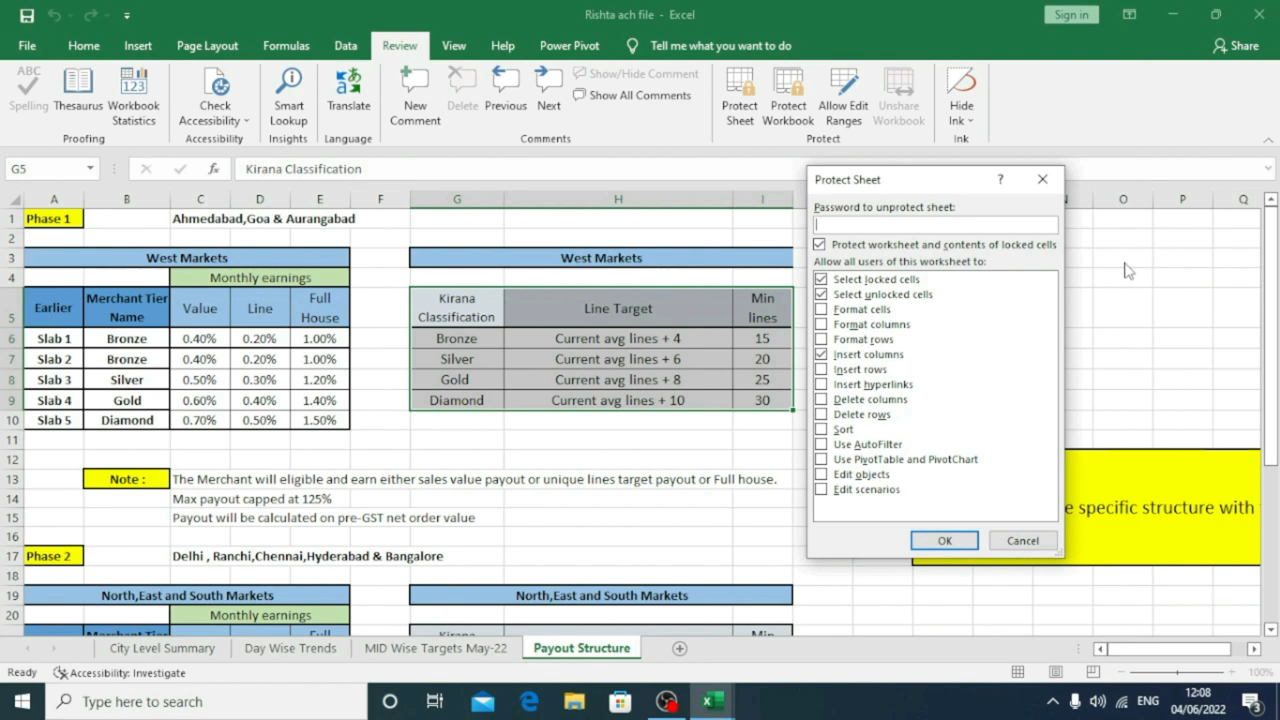 Rishta ach file - Excel
Sign in
File Home Insert Page Layout Formulas Data Review View Help Power Pivot Tell me what you want to do Share
ABC
Spelling Thesaurus Workbook Statistics
Check Accessibility
Smart Lookup
Translate
New Comment
Delete Previous Next
Show/Hide Comment
Show All Comments
Protect Sheet
Protect Workbook
Allow Edit Ranges
Unshare Workbook
Hide Ink
Proofing Accessibility Insights Language Comments Protect Ink
G5 fx Kirana Classification
A B C D E F G H I N O P Q
1 Phase 1 Ahmedabad,Goa & Aurangabad
2
3 West Markets West Markets
4 Monthly earnings
5 Earlier Merchant Tier Name Value Line Full House Kirana Classification Line Target Min lines
6 Slab 1 Bronze 0.40% 0.20% 1.00% Bronze Current avg lines + 4 15
7 Slab 2 Bronze 0.40% 0.20% 1.00% Silver Current avg lines + 6 20
8 Slab 3 Silver 0.50% 0.30% 1.20% Gold Current avg lines + 8 25
9 Slab 4 Gold 0.60% 0.40% 1.40% Diamond Current avg lines + 10 30
10 Slab 5 Diamond 0.70% 0.50% 1.50%
11
12
13 Note : The Merchant will eligible and earn either sales value payout or unique lines target payout or Full house.
14 Max payout capped at 125%
15 Payout will be calculated on pre-GST net order value
16
17 Phase 2 Delhi , Ranchi,Chennai,Hyderabad & Bangalore
18
19 North,East and South Markets North,East and South Markets
20 Monthly earnings
Merchant Tier Full Kirana Min
e specific structure with
Protect Sheet ?
Password to unprotect sheet:
Protect worksheet and contents of locked cells
Allow all users of this worksheet to:
Select locked cells
Select unlocked cells
Format cells
Format columns
Format rows
Insert columns
Insert rows
Insert hyperlinks
Delete columns
Delete rows
Sort
Use AutoFilter
Use PivotTable and PivotChart
Edit objects
Edit scenarios
OK Cancel
City Level Summary Day Wise Trends MID Wise Targets May-22 Payout Structure
Ready Accessibility: Investigate 100%
Type here to search
ENG
12:08
04/06/2022
3